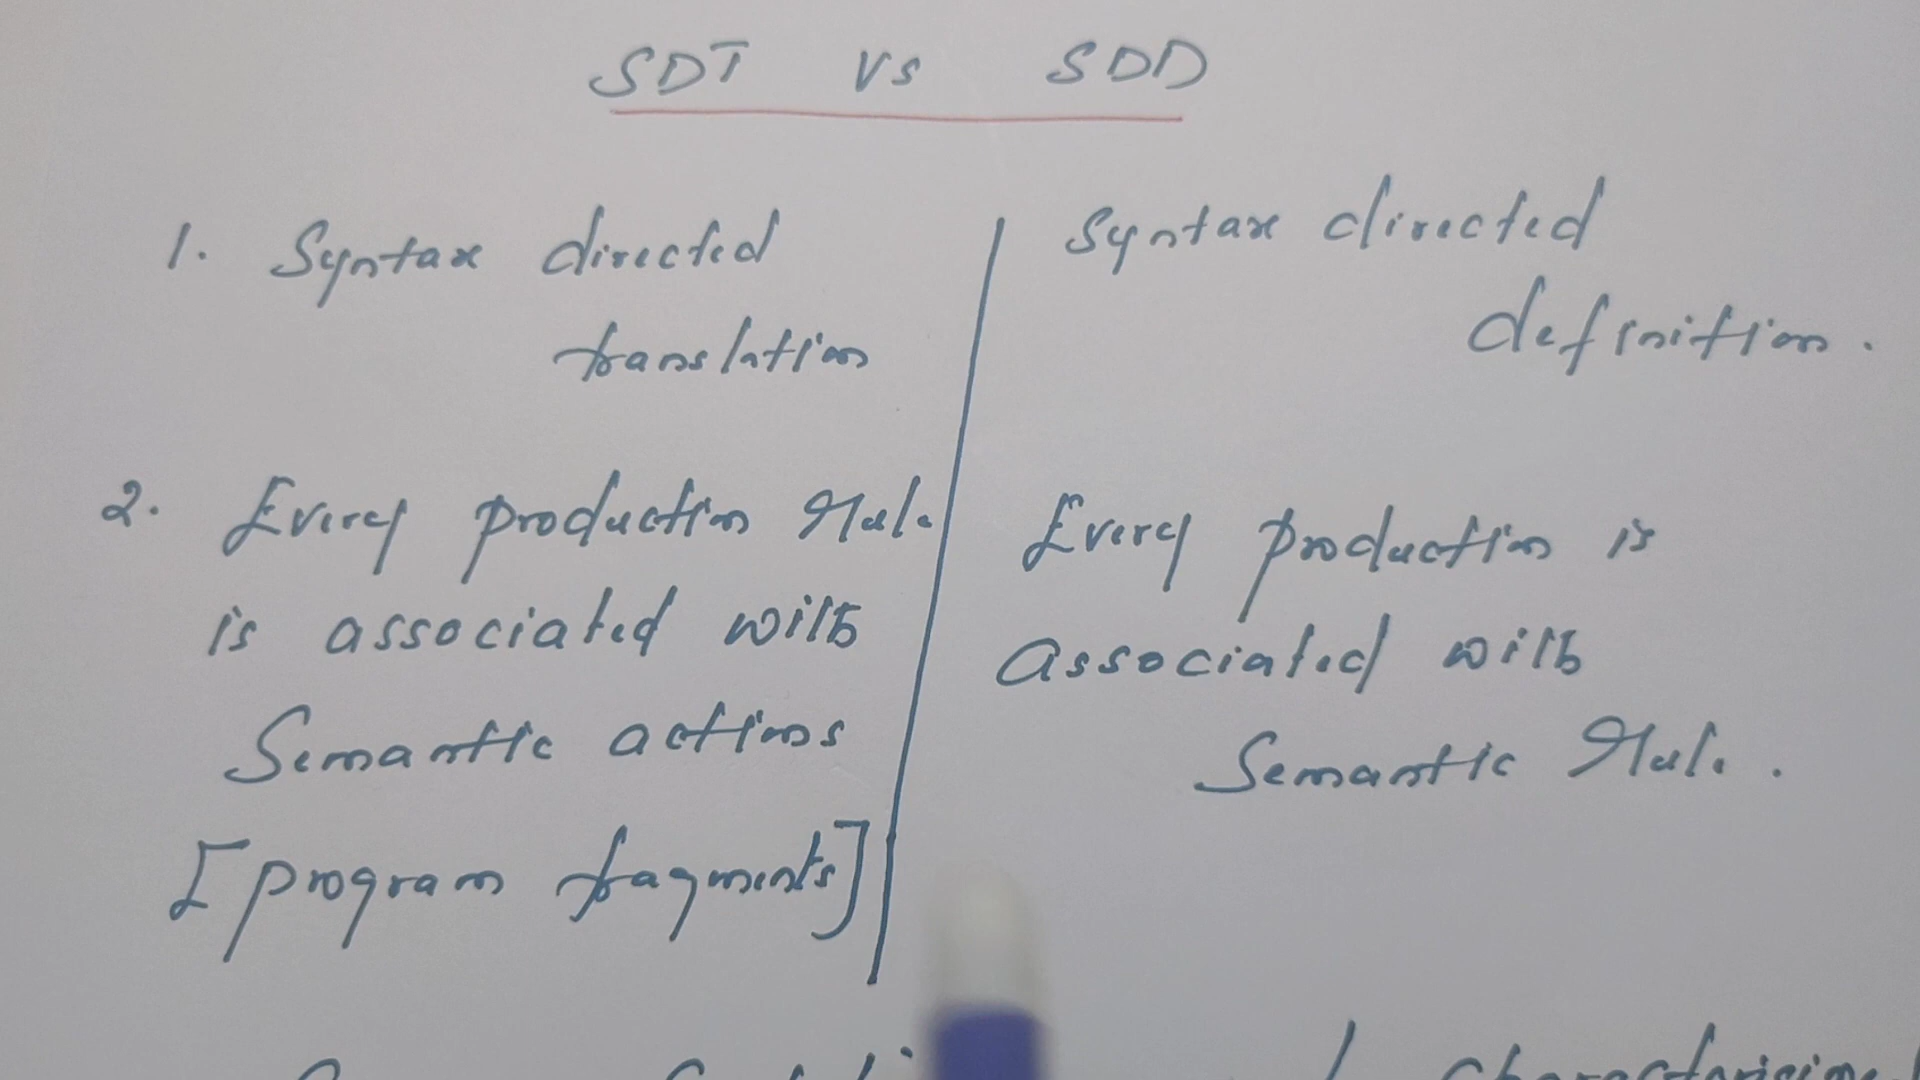 SDT vs SDD
1. Syntax directed
translation
2. Every production rule
is associated with
Semantic actions
[program fragments]
Syntax directed
definition.
Every production is
associated with
Semantic rule.